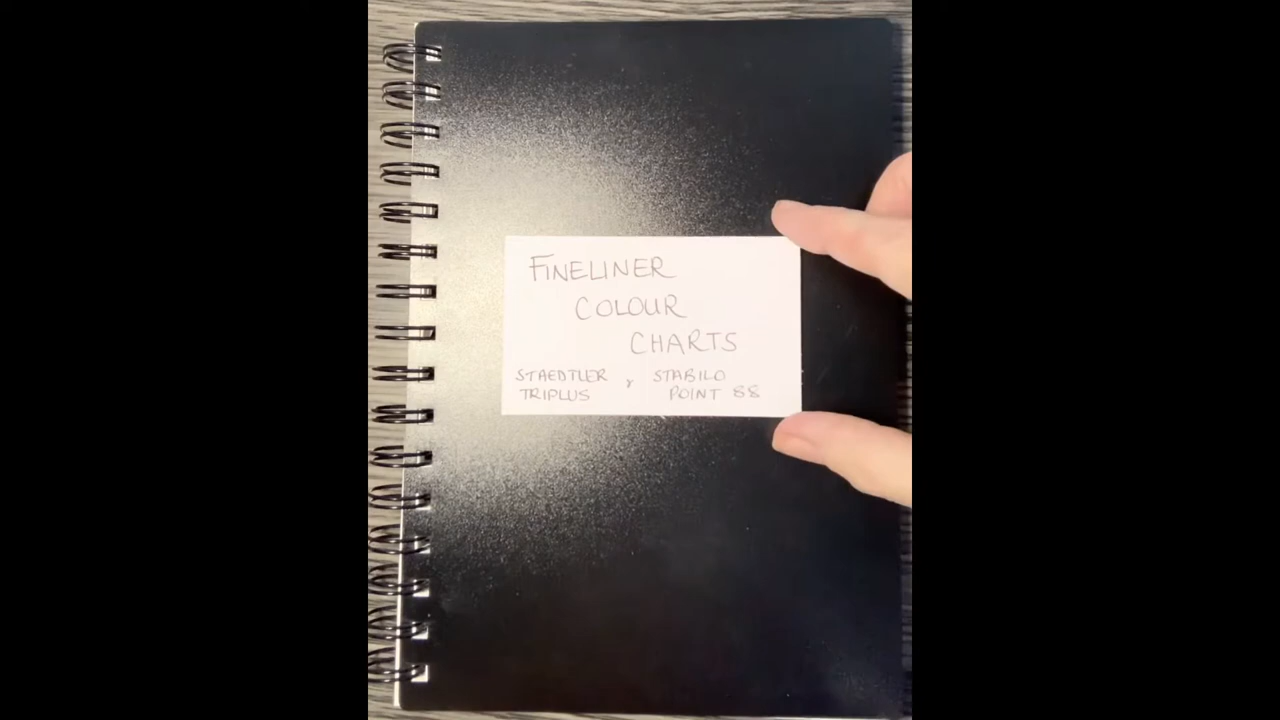 FINELINER
COLOUR
CHARTS
STAEDTLER & STABILO
TRIPLUS POINT 88